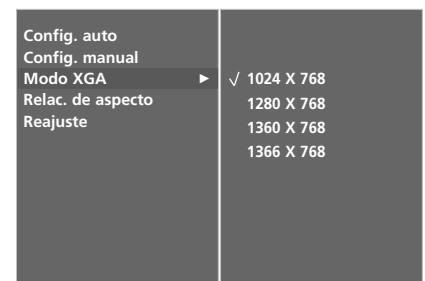 Config. auto
Config. manual
Modo XGA ►
Relac. de aspecto
Reajuste
√ 1024 X 768
1280 X 768
1360 X 768
1366 X 768